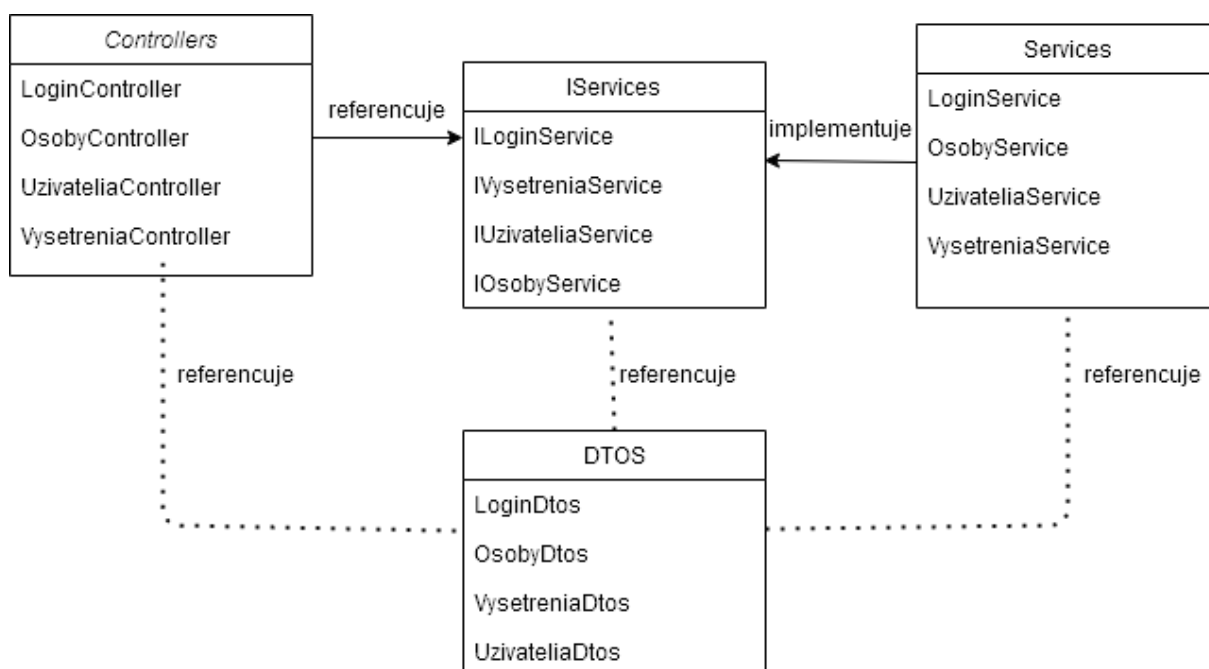 Controllers
LoginController
OsobyController
UzivateliaController
VysetreniaController
referencuje
IServices
ILoginService
IVysetreniaService
IUzivateliaService
IOsobyService
implementuje
Services
LoginService
OsobyService
UzivateliaService
VysetreniaService
referencuje
referencuje
referencuje
DTOS
LoginDtos
OsobyDtos
VysetreniaDtos
UzivateliaDtos